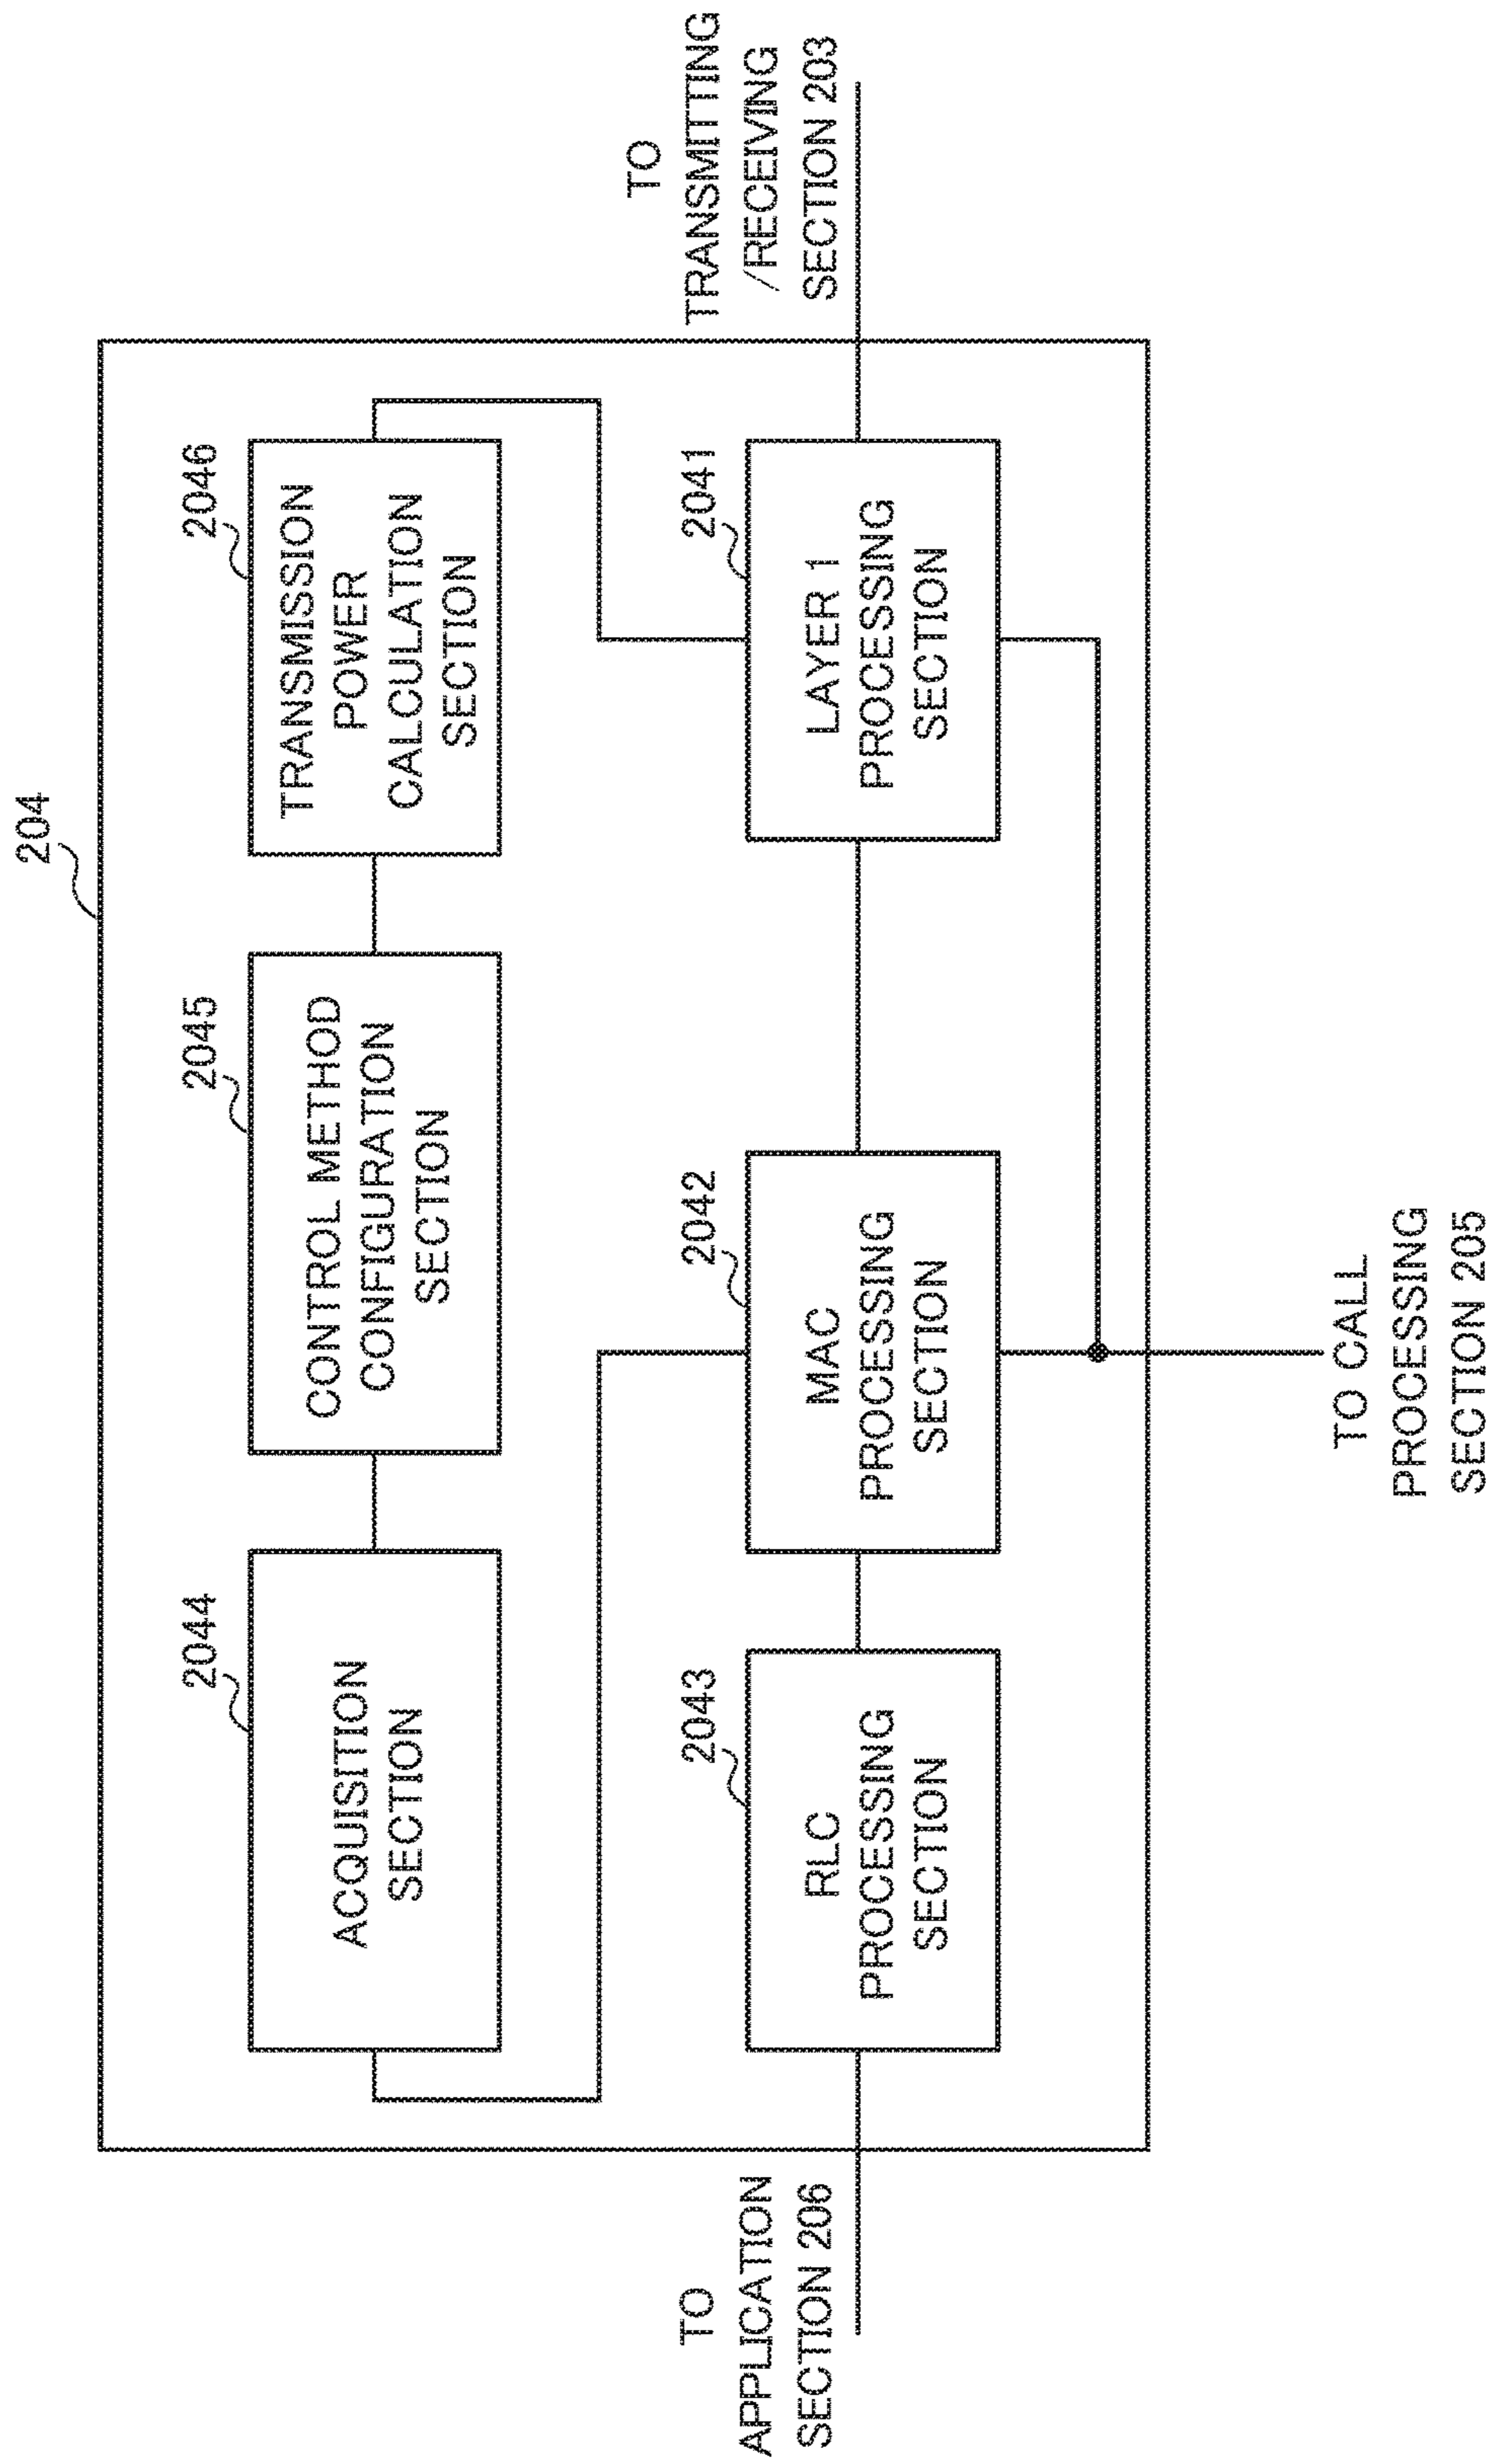 204
2044
ACQUISITION
SECTION
2045
CONTROL METHOD
CONFIGURATION
SECTION
2046
TRANSMISSION
POWER
CALCULATION
SECTION
TO
APPLICATION
SECTION 206
2043
RLC
PROCESSING
SECTION
2042
MAC
PROCESSING
SECTION
2041
LAYER 1
PROCESSING
SECTION
TO
TRANSMITTING
/RECEIVING
SECTION 203
TO CALL
PROCESSING
SECTION 205